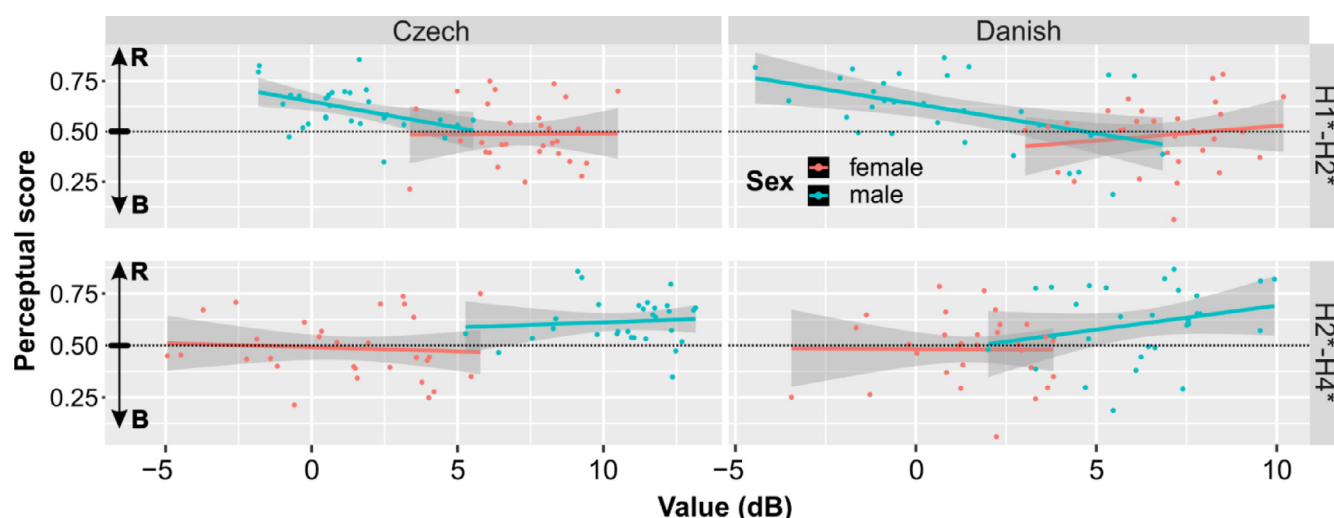 Czech
Danish
Perceptual score
R
0.75
0.50
0.25
B
H1*-H2*
Sex
female
male
R
0.75
0.50
0.25
B
H2*-H4*
−5
0
5
10
−5
0
5
10
Value (dB)